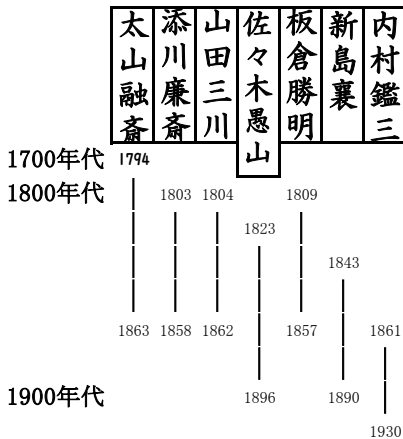 内村鑑三
新島襄
板倉勝明
佐々木愚山
山田三川
添川廉斎
太山融斎
1700年代 1794
1800年代 1803 1804 1809
1823
1843
1863 1858 1862 1857 1861
1900年代 1896 1890
1930